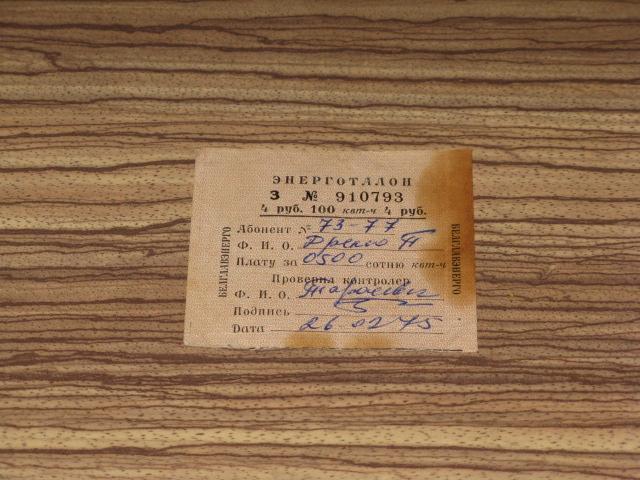 ЭНЕРГОТАЛОН
З № 910793
4 руб. 100 квт-ч 4 руб.
Абонент № 73-77
Ф. И. О.
Плату за 0500 сотню квт-ч
Проверил контролер
Ф. И. О.
Подпись
Дата 26 02 75
БЕЛГЛАВЭНЕРГО
БЕЛГЛАВЭНЕРГО